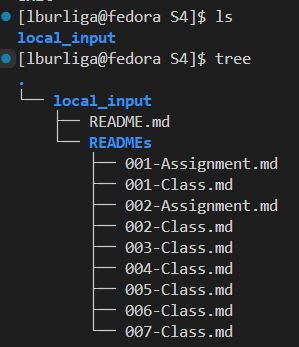 [lburliga@fedora S4]$ ls
local_input
[lburliga@fedora S4]$ tree
.
└── local_input
    ├── README.md
    └── READMEs
        ├── 001-Assignment.md
        ├── 001-Class.md
        ├── 002-Assignment.md
        ├── 002-Class.md
        ├── 003-Class.md
        ├── 004-Class.md
        ├── 005-Class.md
        ├── 006-Class.md
        └── 007-Class.md